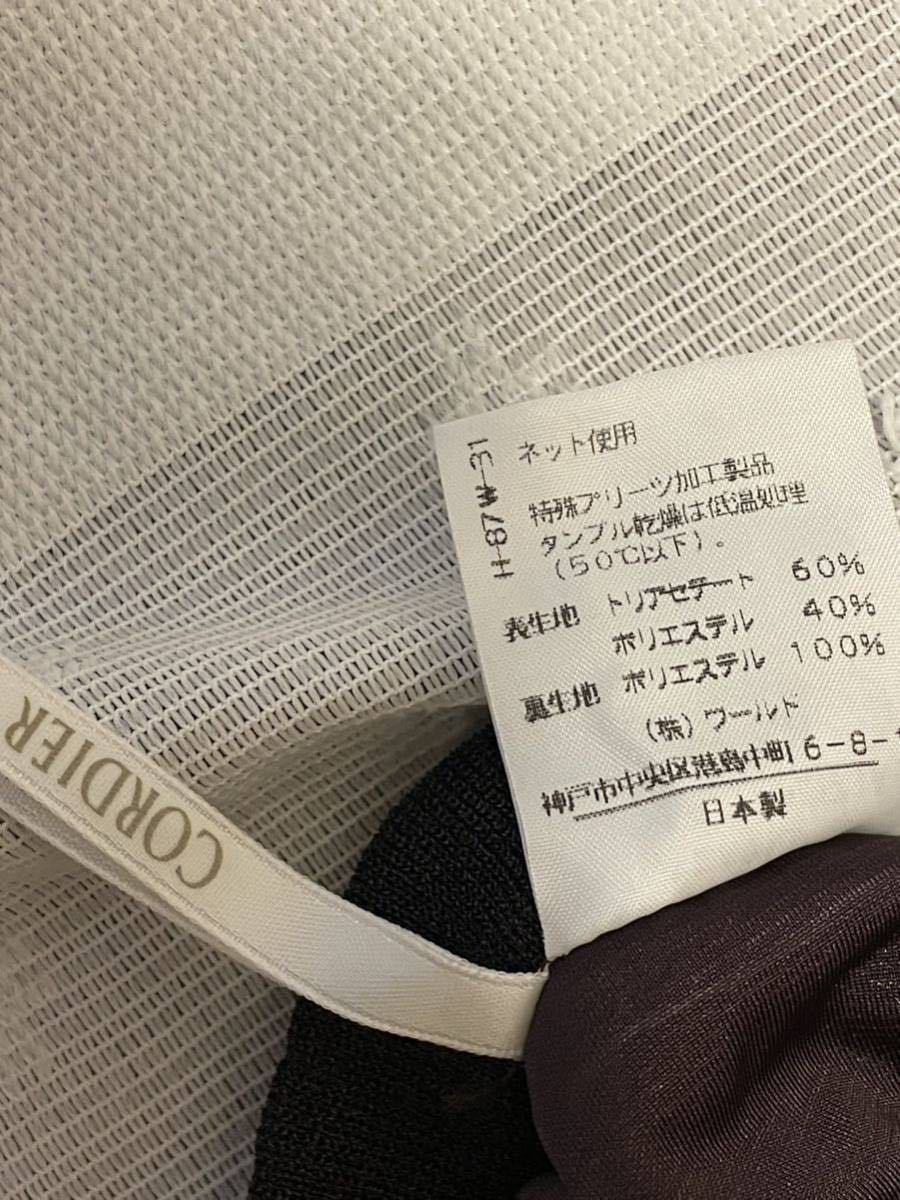 H-87W-31
ネット使用
特殊プリーツ加工製品
タンブル乾燥は低温処理
(50℃以下)。
表生地 トリアセテート 60%
ポリエステル 40%
裏生地 ポリエステル 100%
(株)ワールド
神戸市中央区港島中町6-8-
日本製
CORDIER